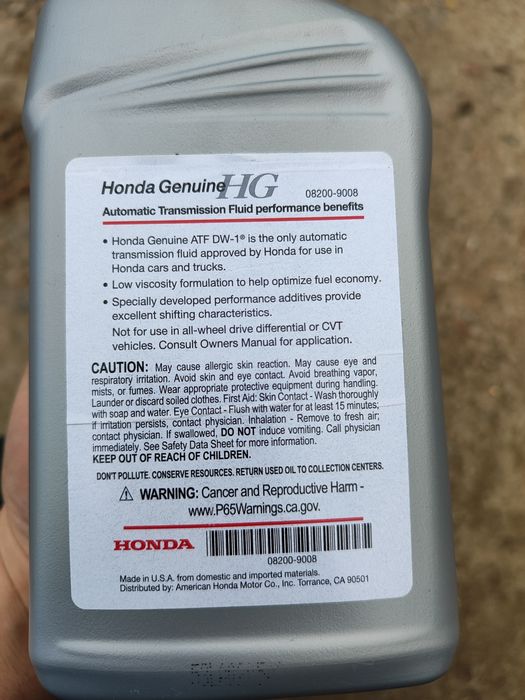 Honda Genuine HG 08200-9008
Automatic Transmission Fluid performance benefits
• Honda Genuine ATF DW-1® is the only automatic
transmission fluid approved by Honda for use in
Honda cars and trucks.
• Low viscosity formulation to help optimize fuel economy.
• Specially developed performance additives provide
excellent shifting characteristics.
Not for use in all-wheel drive differential or CVT
vehicles. Consult Owners Manual for application.
CAUTION: May cause allergic skin reaction. May cause eye and
respiratory irritation. Avoid skin and eye contact. Avoid breathing vapor,
mists, or fumes. Wear appropriate protective equipment during handling.
Launder or discard soiled clothes. First Aid: Skin Contact - Wash thoroughly
with soap and water. Eye Contact - Flush with water for at least 15 minutes;
if irritation persists, contact physician. Inhalation - Remove to fresh air;
contact physician. If swallowed, DO NOT induce vomiting. Call physician
immediately. See Safety Data Sheet for more information.
KEEP OUT OF REACH OF CHILDREN.
DON'T POLLUTE. CONSERVE RESOURCES. RETURN USED OIL TO COLLECTION CENTERS.
⚠ WARNING: Cancer and Reproductive Harm -
www.P65Warnings.ca.gov.
HONDA
08200-9008
Made in U.S.A. from domestic and imported materials.
Distributed by: American Honda Motor Co., Inc. Torrance, CA 90501